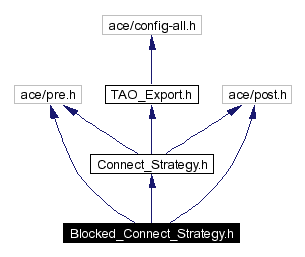 ace/config-all.h
ace/pre.h
TAO_Export.h
ace/post.h
Connect_Strategy.h
Blocked_Connect_Strategy.h